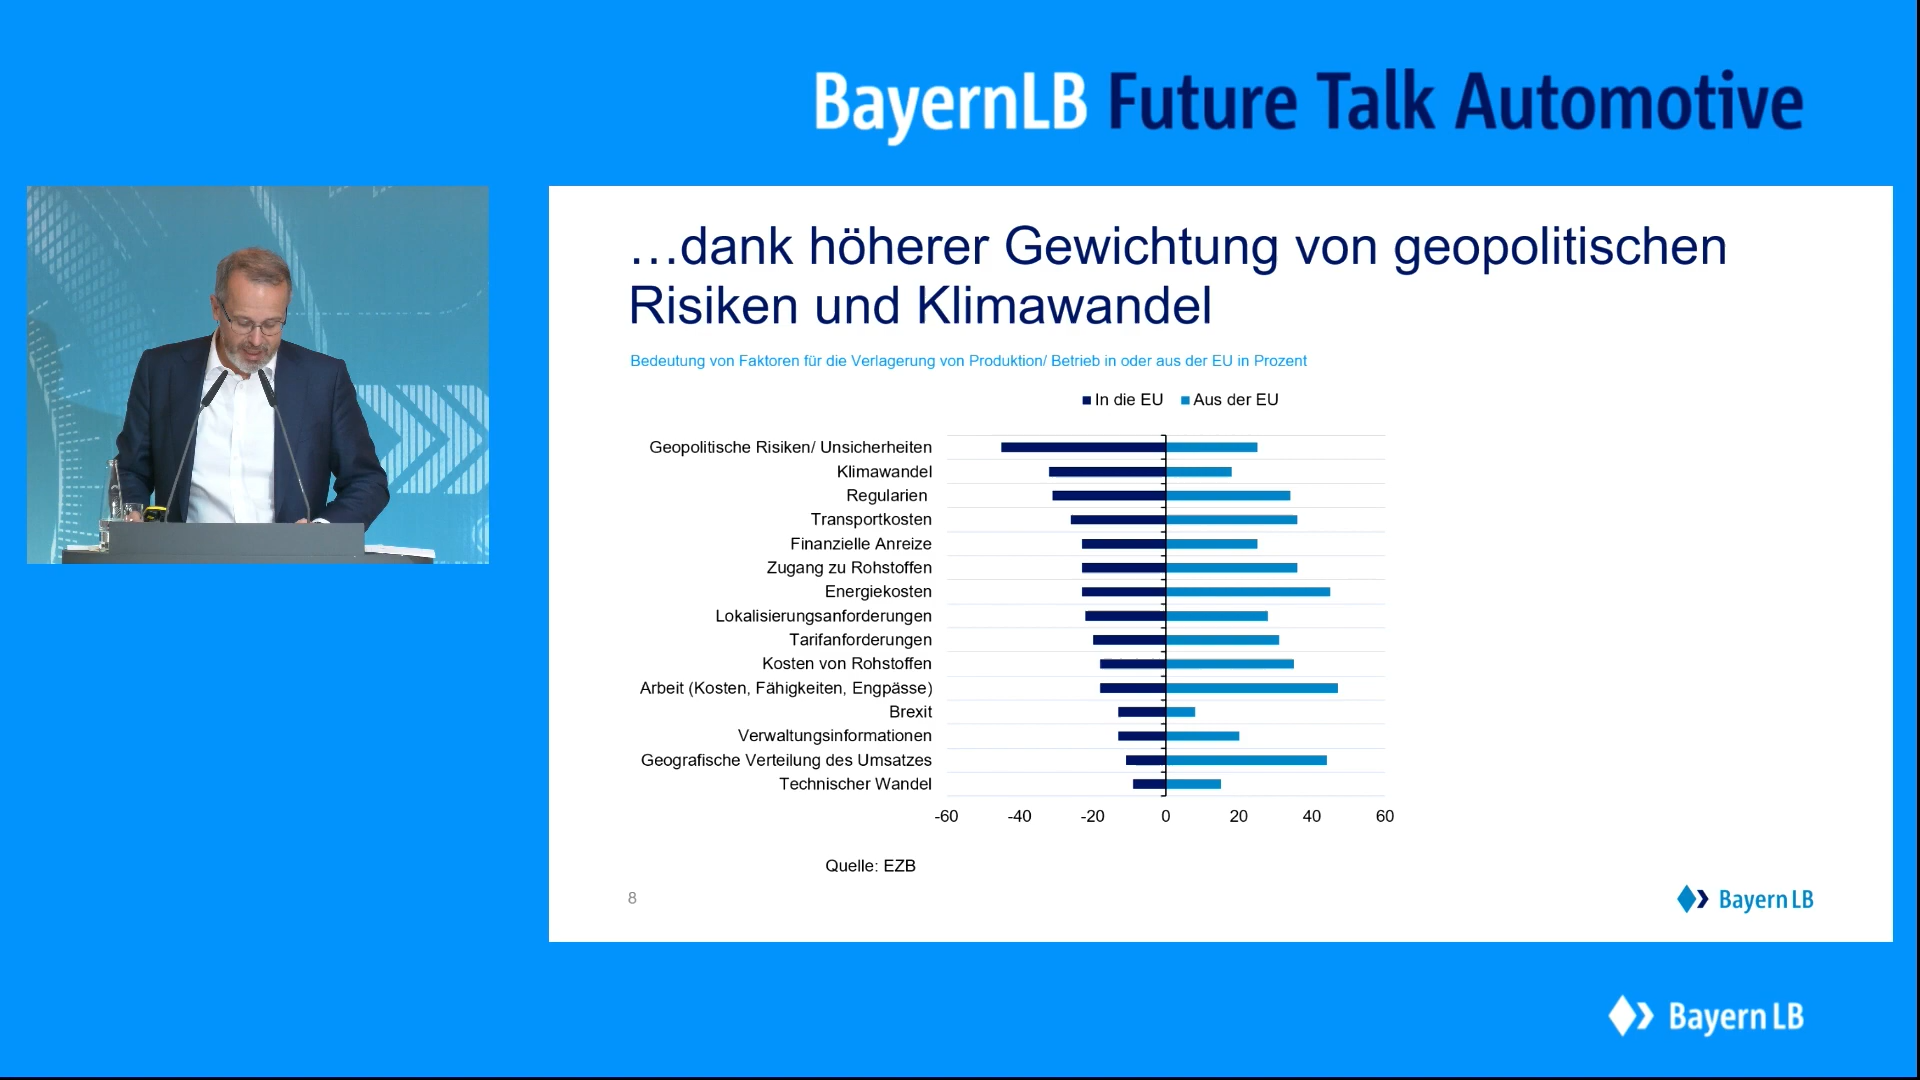 BayernLB Future Talk Automotive
…dank höherer Gewichtung von geopolitischen
Risiken und Klimawandel
Bedeutung von Faktoren für die Verlagerung von Produktion/ Betrieb in oder aus der EU in Prozent
In die EU Aus der EU
Geopolitische Risiken/ Unsicherheiten
Klimawandel
Regularien
Transportkosten
Finanzielle Anreize
Zugang zu Rohstoffen
Energiekosten
Lokalisierungsanforderungen
Tarifanforderungen
Kosten von Rohstoffen
Arbeit (Kosten, Fähigkeiten, Engpässe)
Brexit
Verwaltungsinformationen
Geografische Verteilung des Umsatzes
Technischer Wandel
-60 -40 -20 0 20 40 60
Quelle: EZB
8
BayernLB
BayernLB